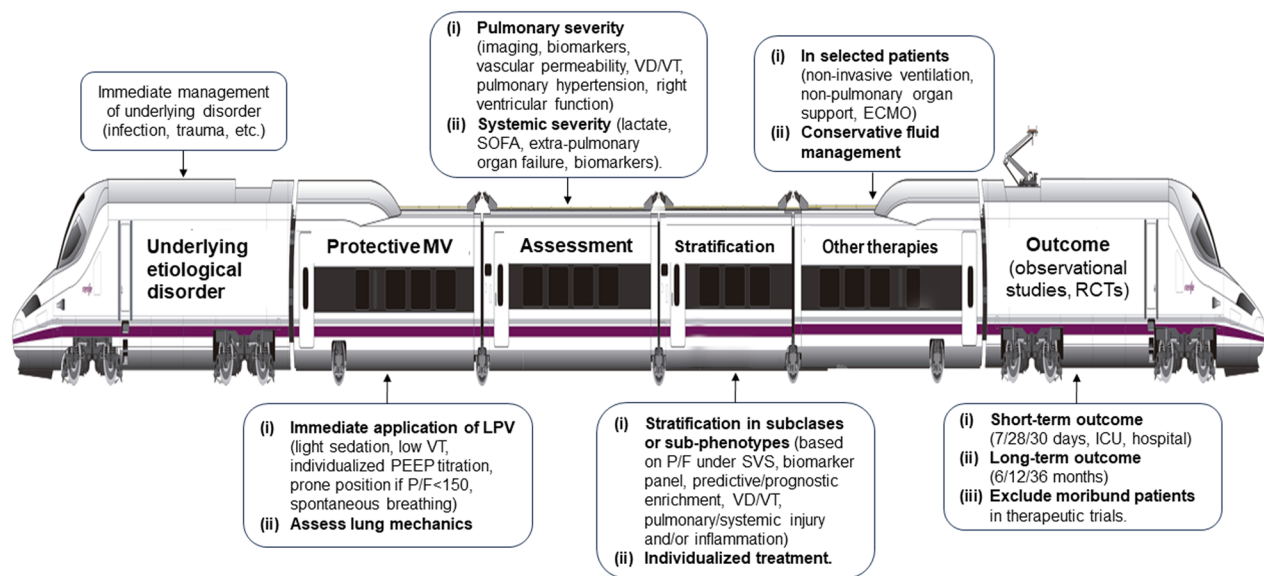 Immediate management
of underlying disorder
(infection, trauma, etc.)
(i) Pulmonary severity
(imaging, biomarkers,
vascular permeability, VD/VT,
pulmonary hypertension, right
ventricular function)
(ii) Systemic severity (lactate,
SOFA, extra-pulmonary
organ failure, biomarkers).
(i) In selected patients
(non-invasive ventilation,
non-pulmonary organ
support, ECMO)
(ii) Conservative fluid
management
Underlying
etiological
disorder
Protective MV
Assessment
Stratification
Other therapies
Outcome
(observational
studies, RCTs)
(i) Immediate application of LPV
(light sedation, low VT,
individualized PEEP titration,
prone position if P/F<150,
spontaneous breathing)
(ii) Assess lung mechanics
(i) Stratification in subclases
or sub-phenotypes (based
on P/F under SVS, biomarker
panel, predictive/prognostic
enrichment, VD/VT,
pulmonary/systemic injury
and/or inflammation)
(ii) Individualized treatment.
(i) Short-term outcome
(7/28/30 days, ICU, hospital)
(ii) Long-term outcome
(6/12/36 months)
(iii) Exclude moribund patients
in therapeutic trials.